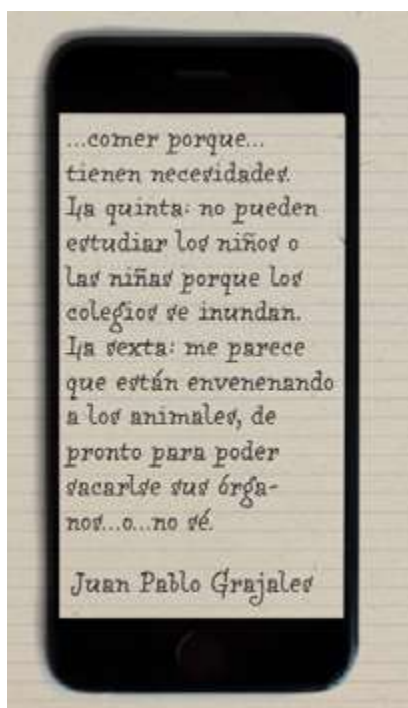 ...comer porque...
tienen necesidades.
La quinta: no pueden
estudiar los niños o
las niñas porque los
colegios se inundan.
La sexta: me parece
que están envenenando
a los animales, de
pronto para poder
sacarlse sus órga-
nos...o...no sé.
Juan Pablo Grajales